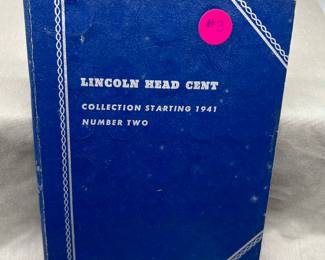 #3
LINCOLN HEAD CENT
COLLECTION STARTING 1941
NUMBER TWO